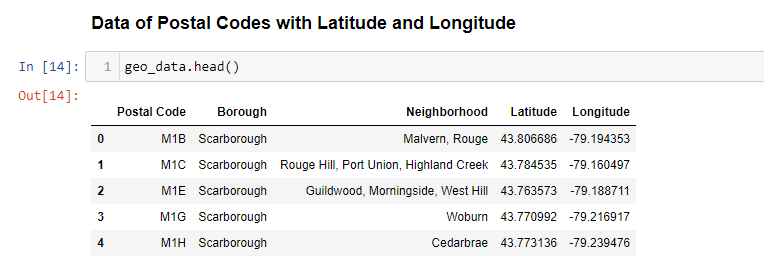 Data of Postal Codes with Latitude and Longitude
In [14]: 1 geo_data.head()
Out[14]:
Postal Code Borough Neighborhood Latitude Longitude
0 M1B Scarborough Malvern, Rouge 43.806686 -79.194353
1 M1C Scarborough Rouge Hill, Port Union, Highland Creek 43.784535 -79.160497
2 M1E Scarborough Guildwood, Morningside, West Hill 43.763573 -79.188711
3 M1G Scarborough Woburn 43.770992 -79.216917
4 M1H Scarborough Cedarbrae 43.773136 -79.239476